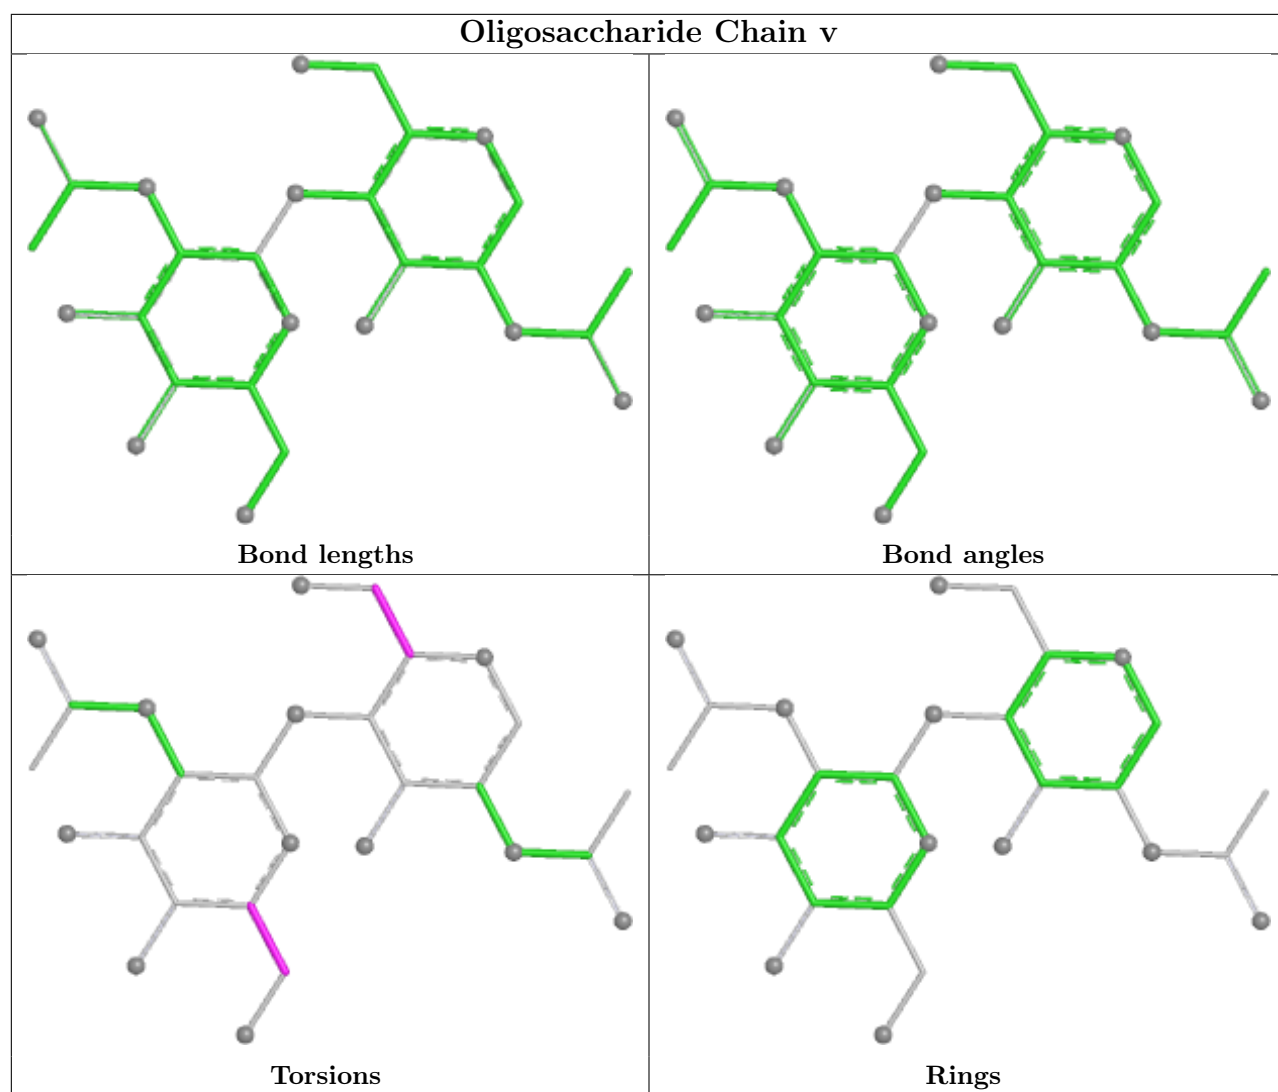 Oligosaccharide Chain v
Bond lengths
Bond angles
Torsions
Rings